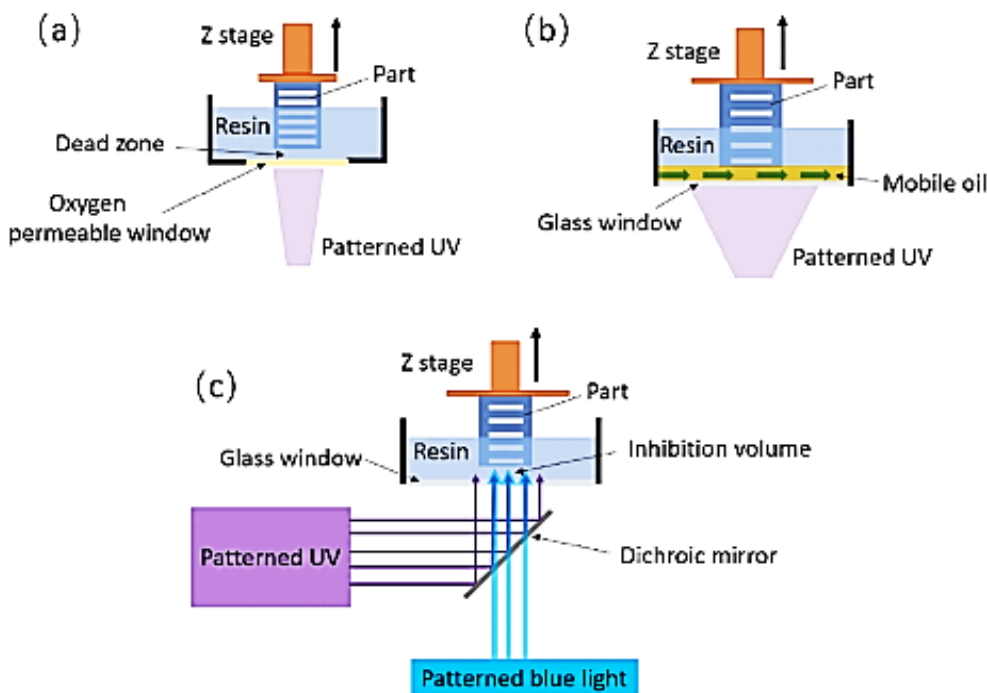 (a)
Z stage
Part
Resin
Dead zone
Oxygen
permeable window
Patterned UV
(b)
Z stage
Part
Resin
Mobile oil
Glass window
Patterned UV
(c)
Z stage
Part
Resin
Glass window
Inhibition volume
Patterned UV
Dichroic mirror
Patterned blue light